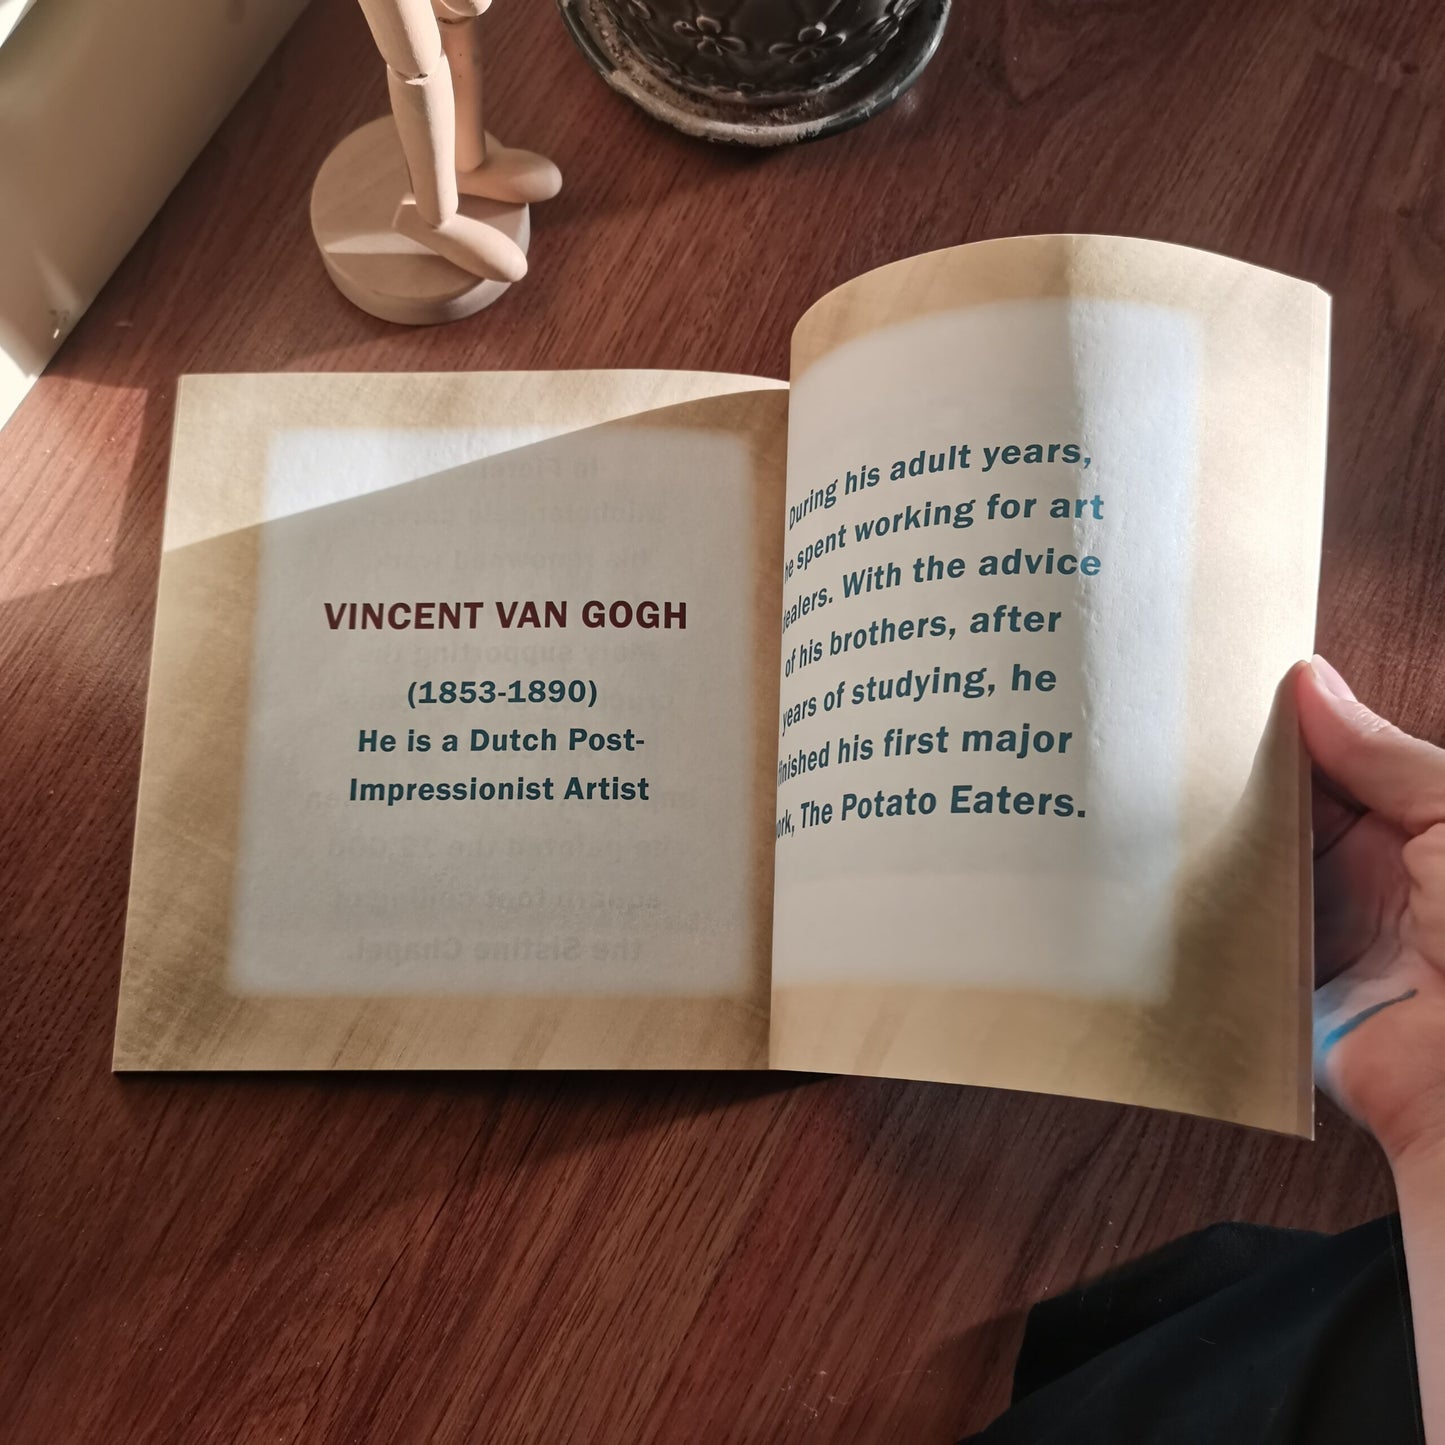 VINCENT VAN GOGH
(1853-1890)
He is a Dutch Post-
Impressionist Artist
During his adult years,
he spent working for art
dealers. With the advice
of his brothers, after
years of studying, he
finished his first major
work, The Potato Eaters.